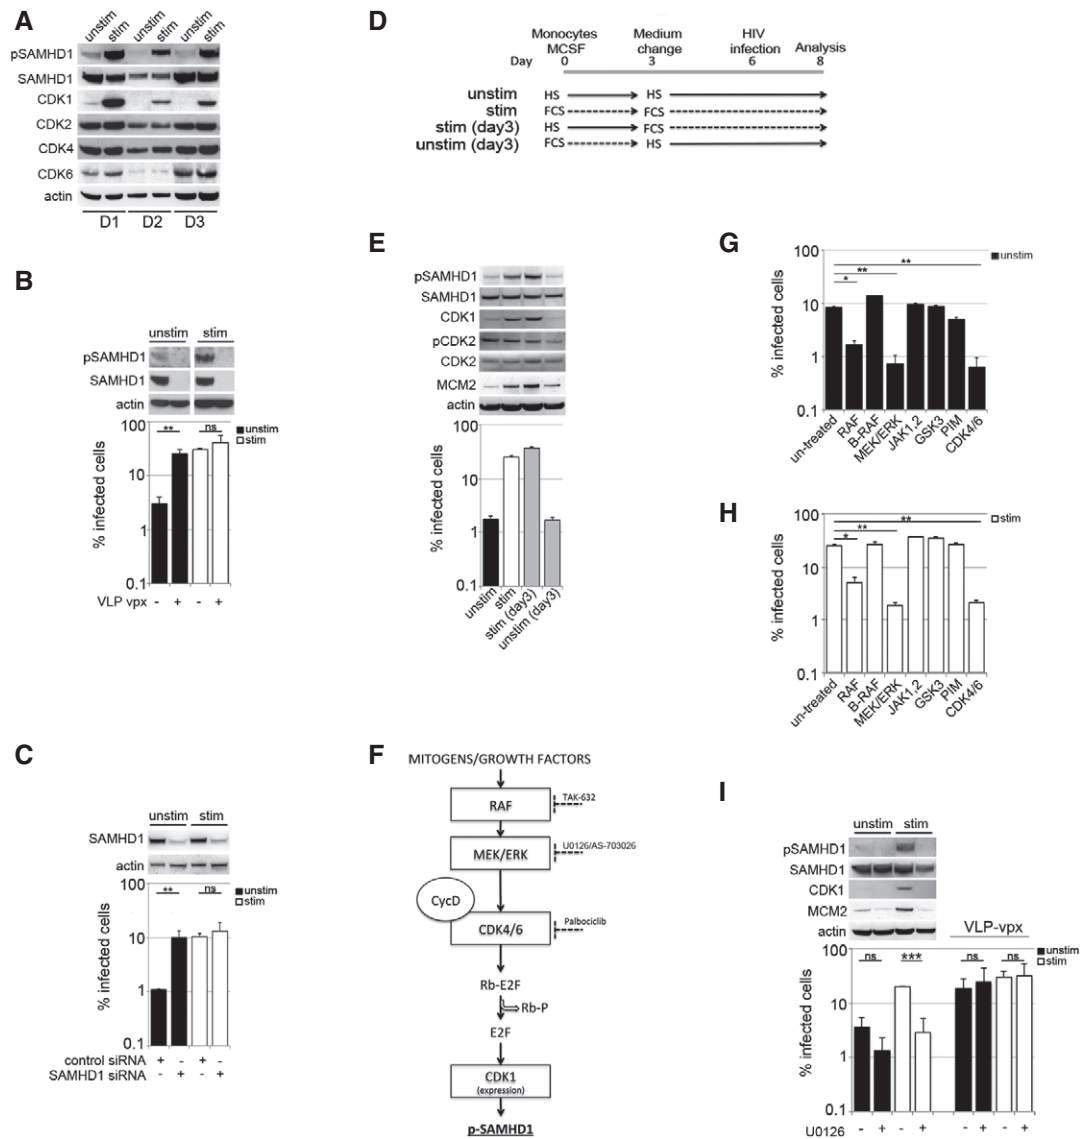 A
unstim stim unstim stim unstim stim
pSAMHD1
SAMHD1
CDK1
CDK2
CDK4
CDK6
actin
D1 D2 D3
B
unstim stim
pSAMHD1
SAMHD1
actin
% infected cells
100
10
1
0.1
** ns
unstim
stim
VLP vpx - + - +
C
unstim stim
SAMHD1
actin
% infected cells
100
10
1
0.1
** ns
unstim
stim
control siRNA + - + -
SAMHD1 siRNA - + - +
D
Monocytes Medium HIV
MCSF change infection Analysis
Day 0 3 6 8
unstim HS HS
stim FCS FCS
stim (day3) HS FCS
unstim (day3) FCS HS
E
pSAMHD1
SAMHD1
CDK1
pCDK2
CDK2
MCM2
actin
% infected cells
100
10
1
0.1
unstim stim stim (day3) unstim (day3)
F
MITOGENS/GROWTH FACTORS
RAF TAK-632
MEK/ERK U0126/AS-703026
CycD
CDK4/6 Palbociclib
Rb-E2F
Rb-P
E2F
CDK1
(expression)
p-SAMHD1
G
% infected cells
100
10
1
0.1
**
**
*
unstim
un-treated RAF B-RAF MEK/ERK JAK1,2 GSK3 PIM CDK4/6
H
% infected cells
100
10
1
0.1
**
**
*
stim
un-treated RAF B-RAF MEK/ERK JAK1,2 GSK3 PIM CDK4/6
I
unstim stim
pSAMHD1
SAMHD1
CDK1
MCM2
actin
VLP-vpx
% infected cells
100
10
1
0.1
ns *** ns ns
unstim
stim
U0126 - + - + - + - +